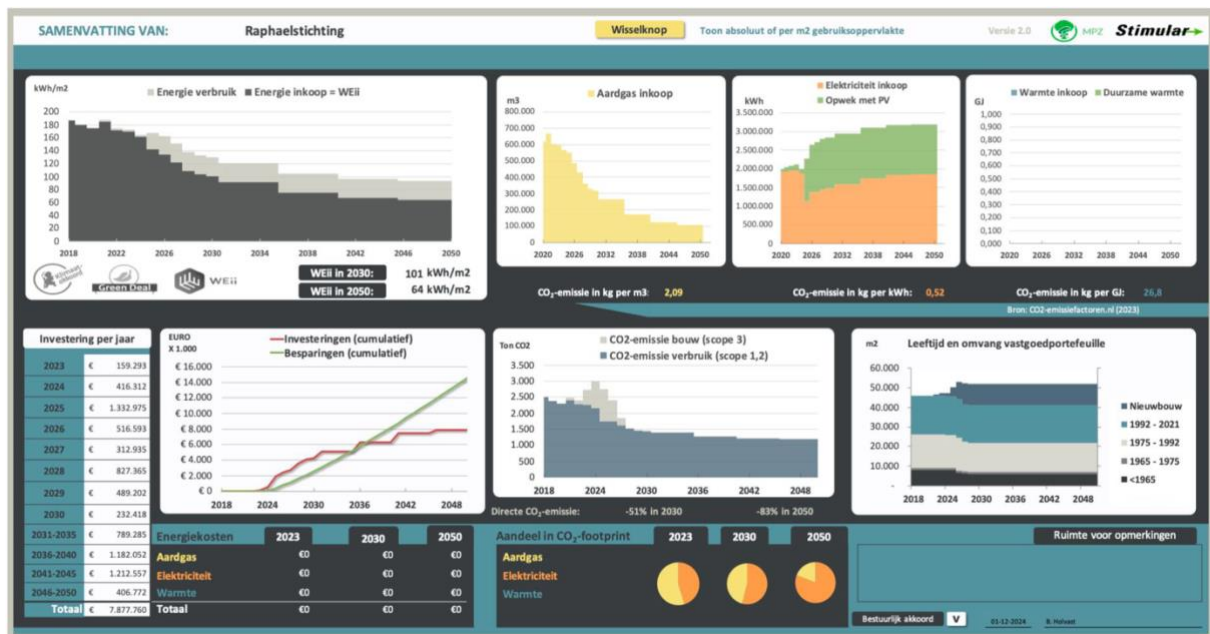 SAMENVATTING VAN: Raphaelstichting Wisselknop Toon absoluut of per m2 gebruiksoppervlakte Versie 2.0 MPZ Stimular
kWh/m2 Energie verbruik Energie inkoop = WEii
200
180
160
140
120
100
80
60
40
20
0
2018 2022 2026 2030 2034 2038 2042 2046 2050
Klimaat-akkoord
Green Deal
WEii
WEii in 2030: 101 kWh/m2
WEii in 2050: 64 kWh/m2
Aardgas inkoop
m3
800.000
700.000
600.000
500.000
400.000
300.000
200.000
100.000
0
2020 2026 2032 2038 2044 2050
CO₂-emissie in kg per m3: 2,09
Elektriciteit inkoop
Opwek met PV
kWh
3.500.000
3.000.000
2.500.000
2.000.000
1.500.000
1.000.000
500.000
0
2020 2026 2032 2038 2044 2050
CO₂-emissie in kg per kWh: 0,52
Warmte inkoop Duurzame warmte
GJ
1,000
0,900
0,800
0,700
0,600
0,500
0,400
0,300
0,200
0,100
0,000
2020 2026 2032 2038 2044 2050
CO₂-emissie in kg per GJ: 26,8
Bron: CO2-emissiefactoren.nl (2023)
Investering per jaar
2023 € 159.293
2024 € 416.312
2025 € 1.332.975
2026 € 516.593
2027 € 312.935
2028 € 827.365
2029 € 489.202
2030 € 232.418
2031-2035 € 789.285
2036-2040 € 1.182.052
2041-2045 € 1.212.557
2046-2050 € 406.772
Totaal € 7.877.760
EURO
X 1.000
Investeringen (cumulatief)
Besparingen (cumulatief)
€ 16.000
€ 14.000
€ 12.000
€ 10.000
€ 8.000
€ 6.000
€ 4.000
€ 2.000
€ 0
2018 2024 2030 2036 2042 2048
Ton CO2
CO2-emissie bouw (scope 3)
CO2-emissie verbruik (scope 1,2)
3.500
3.000
2.500
2.000
1.500
1.000
500
0
2018 2024 2030 2036 2042 2048
Directe CO₂-emissie: -51% in 2030 -83% in 2050
m2 Leeftijd en omvang vastgoedportefeuille
60.000
50.000
40.000
30.000
20.000
10.000
-
2018 2024 2030 2036 2042 2048
Nieuwbouw
1992 - 2021
1975 - 1992
1965 - 1975
<1965
Energiekosten 2023 2030 2050
Aardgas €0 €0 €0
Elektriciteit €0 €0 €0
Warmte €0 €0 €0
Totaal €0 €0 €0
Aandeel in CO₂-footprint 2023 2030 2050
Aardgas
Elektriciteit
Warmte
Ruimte voor opmerkingen
Bestuurlijk akkoord V 01-12-2024 B. Holvast